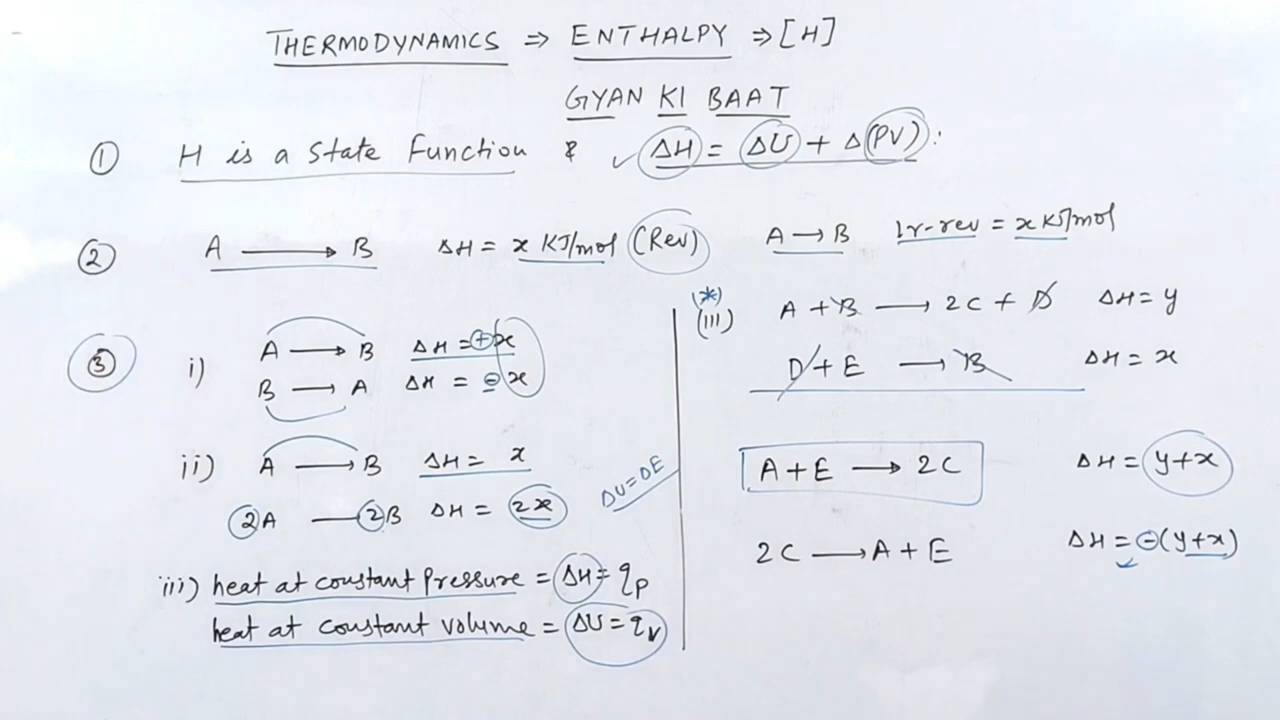 THERMODYNAMICS ⇒ ENTHALPY ⇒ [H]
GYAN KI BAAT
① H is a State Function & ✓ ΔH = ΔU + Δ(PV) :
② A ⟶ B ΔH = x KJ/mol (Rev) A → B Ir-rev = x KJ/mol
③ i) A ⟶ B ΔH = +x
B ⟶ A ΔH = -x
ii) A ⟶ B ΔH = x
2A — 2B ΔH = 2x
ΔU=ΔE
iii) heat at constant Pressure = ΔH = qp
heat at constant volume = ΔU = qv
(*)
(III) A + B ⟶ 2C + D ΔH = y
D + E ⟶ B ΔH = x
A + E ⟶ 2C ΔH = y+x
2C ⟶ A + E ΔH = -(y+x)